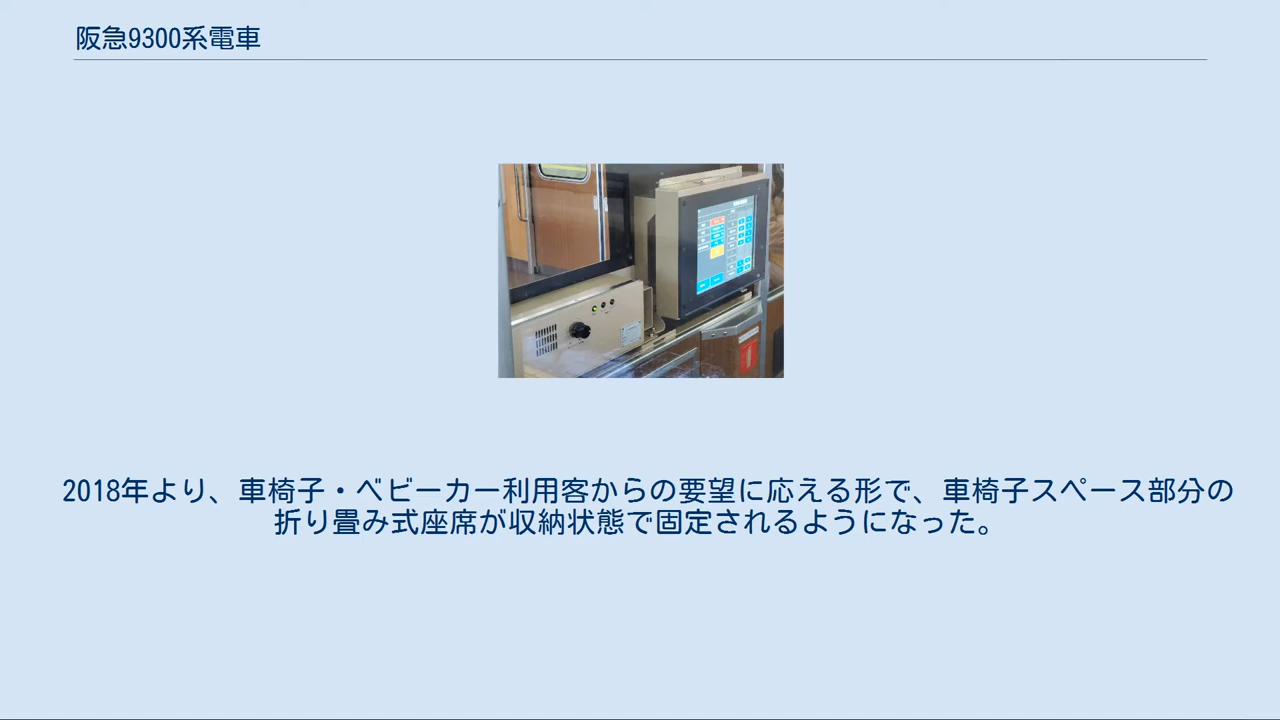 阪急9300系電車
2018年より、車椅子・ベビーカー利用客からの要望に応える形で、車椅子スペース部分の
折り畳み式座席が収納状態で固定されるようになった。